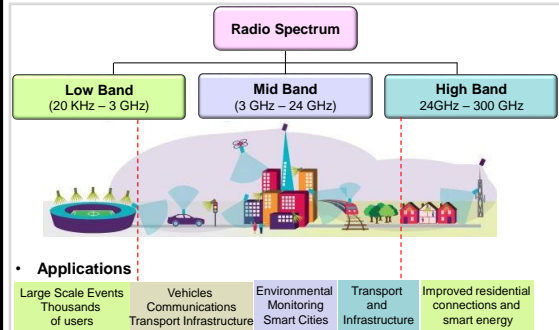 Radio Spectrum
Low Band
(20 KHz – 3 GHz)
Mid Band
(3 GHz – 24 GHz)
High Band
24GHz – 300 GHz
• Applications
Large Scale Events
Thousands
of users
Vehicles
Communications
Transport Infrastructure
Environmental
Monitoring
Smart Cities
Transport
and
Infrastructure
Improved residential
connections and
smart energy